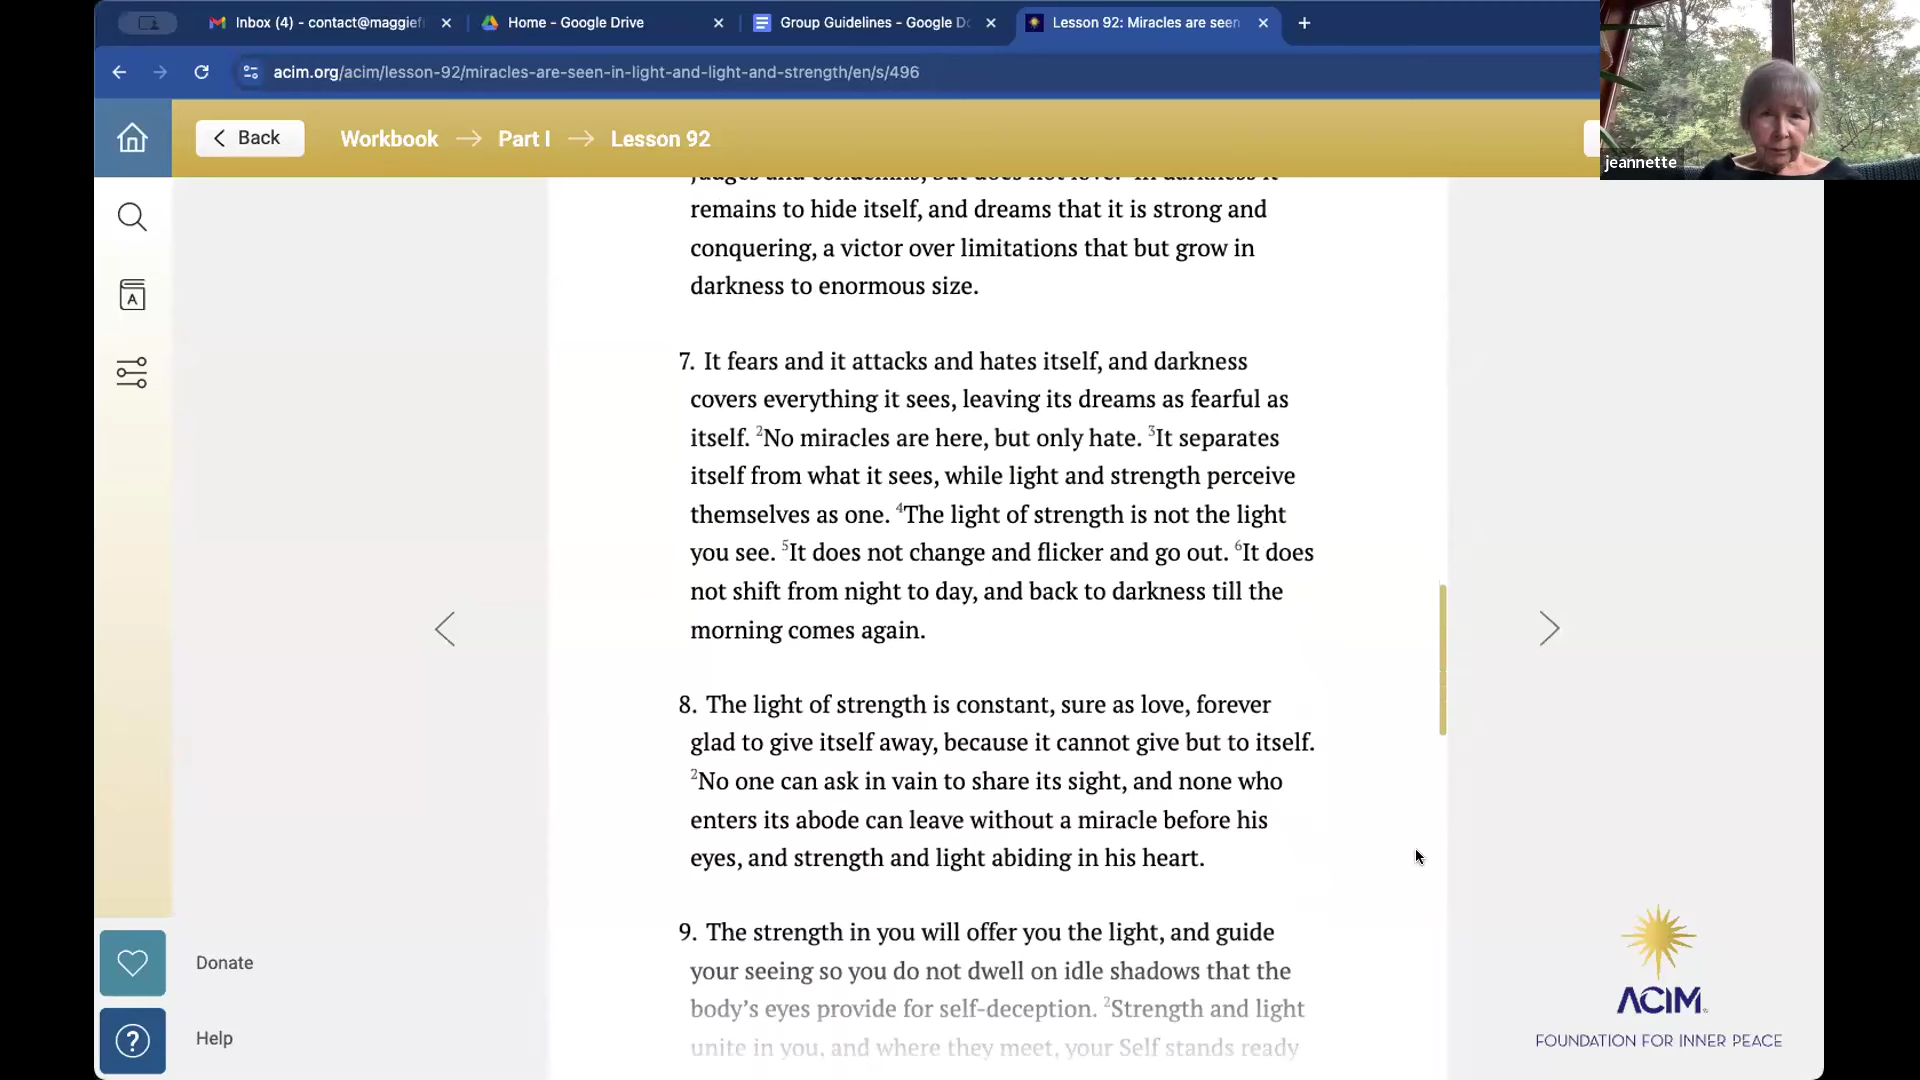 Inbox (4) - contact@maggief
Home - Google Drive
Group Guidelines - Google Do
Lesson 92: Miracles are seen
acim.org/acim/lesson-92/miracles-are-seen-in-light-and-light-and-strength/en/s/496
Back
Workbook
Part I
Lesson 92
jeannette
judges and condemns, but does not love. In darkness it
remains to hide itself, and dreams that it is strong and
conquering, a victor over limitations that but grow in
darkness to enormous size.
7. It fears and it attacks and hates itself, and darkness
covers everything it sees, leaving its dreams as fearful as
itself. ²No miracles are here, but only hate. ³It separates
itself from what it sees, while light and strength perceive
themselves as one. ⁴The light of strength is not the light
you see. ⁵It does not change and flicker and go out. ⁶It does
not shift from night to day, and back to darkness till the
morning comes again.
8. The light of strength is constant, sure as love, forever
glad to give itself away, because it cannot give but to itself.
²No one can ask in vain to share its sight, and none who
enters its abode can leave without a miracle before his
eyes, and strength and light abiding in his heart.
9. The strength in you will offer you the light, and guide
your seeing so you do not dwell on idle shadows that the
body's eyes provide for self-deception. ²Strength and light
unite in you, and where they meet, your Self stands ready
Donate
Help
ACIM
FOUNDATION FOR INNER PEACE